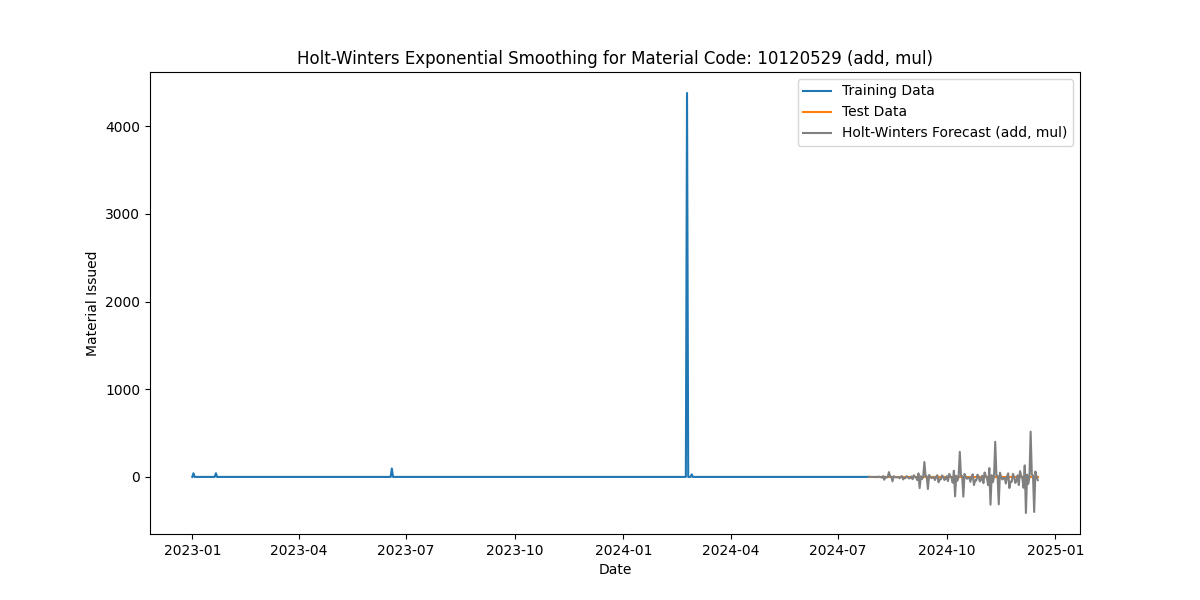 Holt-Winters Exponential Smoothing for Material Code: 10120529 (add, mul)
Training Data
Test Data
Holt-Winters Forecast (add, mul)
Material Issued
4000
3000
2000
1000
0
2023-01
2023-04
2023-07
2023-10
2024-01
2024-04
2024-07
2024-10
2025-01
Date